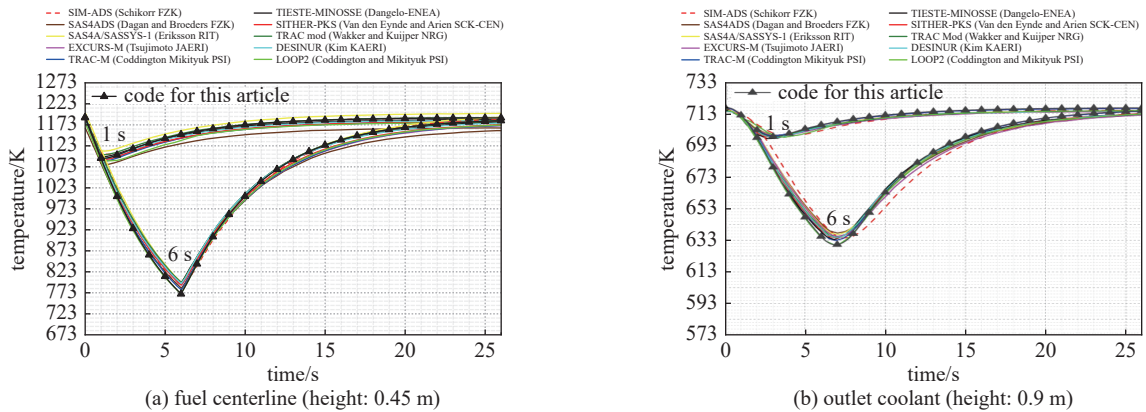 SIM-ADS (Schikorr FZK)
SAS4ADS (Dagan and Broeders FZK)
SAS4A/SASSYS-1 (Eriksson RIT)
EXCURS-M (Tsujimoto JAERI)
TRAC-M (Coddington Mikityuk PSI)
TIESTE-MINOSSE (Dangelo-ENEA)
SITHER-PKS (Van den Eynde and Arien SCK-CEN)
TRAC mod (Wakker and Kuijper NRG)
DESINUR (Kim KAERI)
LOOP2 (Coddington and Mikityuk PSI)
1273
1223
1173
1123
1073
1023
973
923
873
823
773
723
673
temperature/K
code for this article
1 s
6 s
0 5 10 15 20 25
time/s
(a) fuel centerline (height: 0.45 m)
SIM-ADS (Schikorr FZK)
SAS4ADS (Dagan and Broeders FZK)
SAS4A/SASSYS-1 (Eriksson RIT)
EXCURS-M (Tsujimoto JAERI)
TRAC-M (Coddington Mikityuk PSI)
TIESTE-MINOSSE (Dangelo-ENEA)
SITHER-PKS (Van den Eynde and Arien SCK-CEN)
TRAC Mod (Wakker and Kuijper NRG)
DESINUR (Kim KAERI)
LOOP2 (Coddington and Mikityuk PSI)
733
713
693
673
653
633
613
593
573
temperature/K
code for this article
1 s
6 s
0 5 10 15 20 25
time/s
(b) outlet coolant (height: 0.9 m)